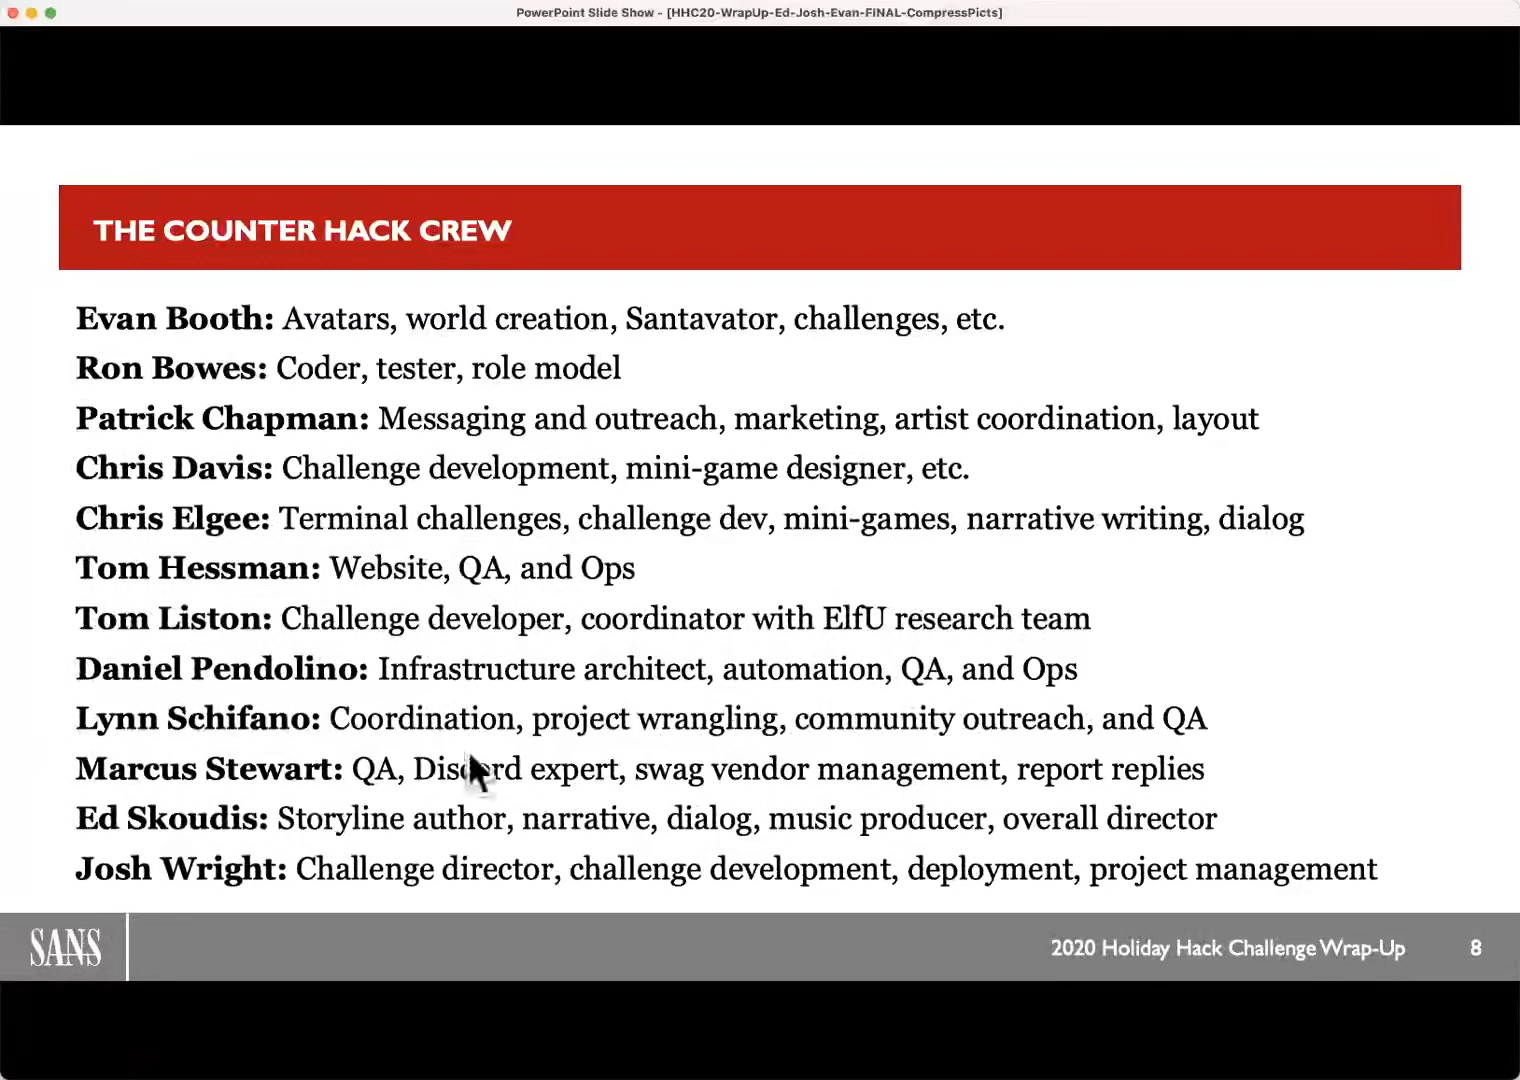 PowerPoint Slide Show - [HHC20-WrapUp-Ed-Josh-Evan-FINAL-CompressPicts]
THE COUNTER HACK CREW
Evan Booth: Avatars, world creation, Santavator, challenges, etc.
Ron Bowes: Coder, tester, role model
Patrick Chapman: Messaging and outreach, marketing, artist coordination, layout
Chris Davis: Challenge development, mini-game designer, etc.
Chris Elgee: Terminal challenges, challenge dev, mini-games, narrative writing, dialog
Tom Hessman: Website, QA, and Ops
Tom Liston: Challenge developer, coordinator with ElfU research team
Daniel Pendolino: Infrastructure architect, automation, QA, and Ops
Lynn Schifano: Coordination, project wrangling, community outreach, and QA
Marcus Stewart: QA, Discord expert, swag vendor management, report replies
Ed Skoudis: Storyline author, narrative, dialog, music producer, overall director
Josh Wright: Challenge director, challenge development, deployment, project management
SANS
2020 Holiday Hack Challenge Wrap-Up 8